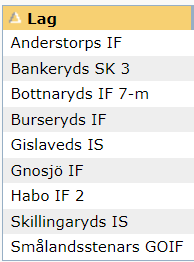 Lag
Anderstorps IF
Bankeryds SK 3
Bottnaryds IF 7-m
Burseryds IF
Gislaveds IS
Gnosjö IF
Habo IF 2
Skillingaryds IS
Smålandsstenars GOIF